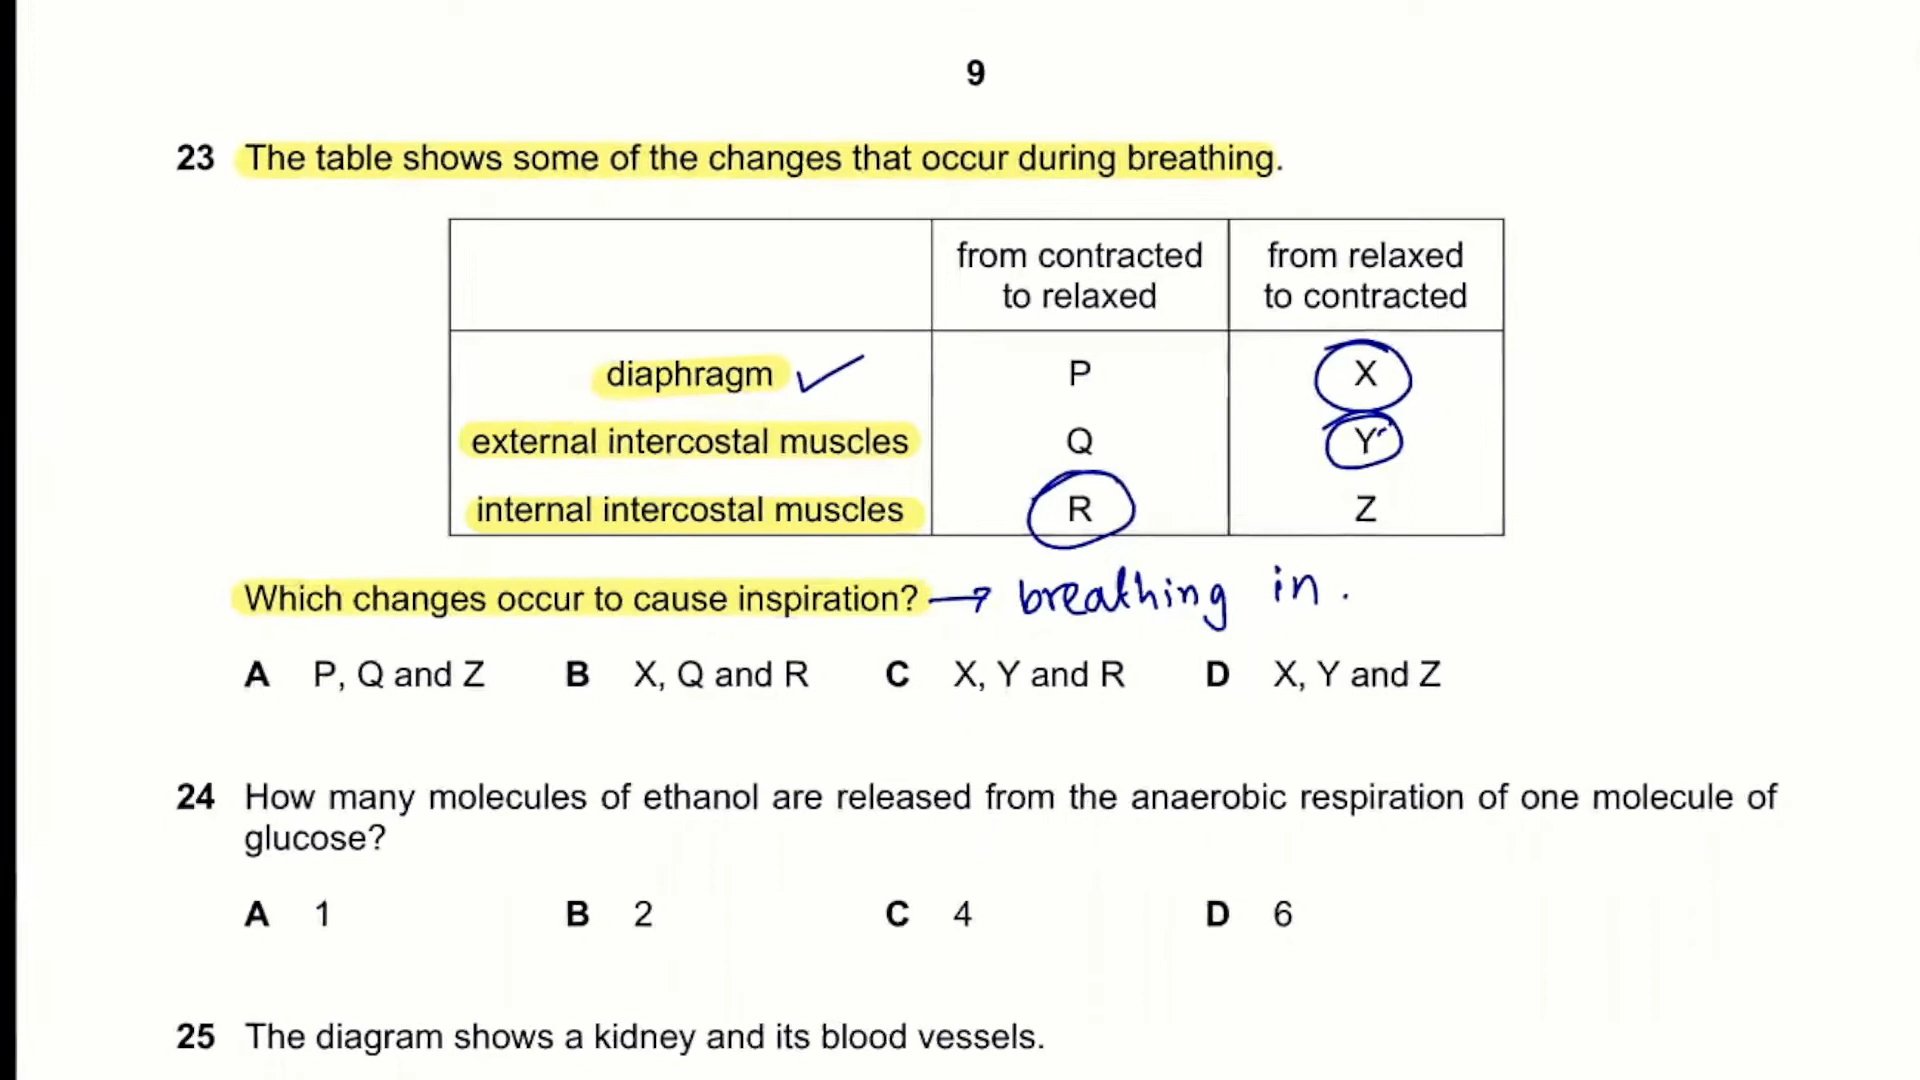 9
23 The table shows some of the changes that occur during breathing.
from contracted to relaxed from relaxed to contracted
diaphragm P X
external intercostal muscles Q Y
internal intercostal muscles R Z
Which changes occur to cause inspiration? → breathing in.
A P, Q and Z B X, Q and R C X, Y and R D X, Y and Z
24 How many molecules of ethanol are released from the anaerobic respiration of one molecule of
glucose?
A 1 B 2 C 4 D 6
25 The diagram shows a kidney and its blood vessels.